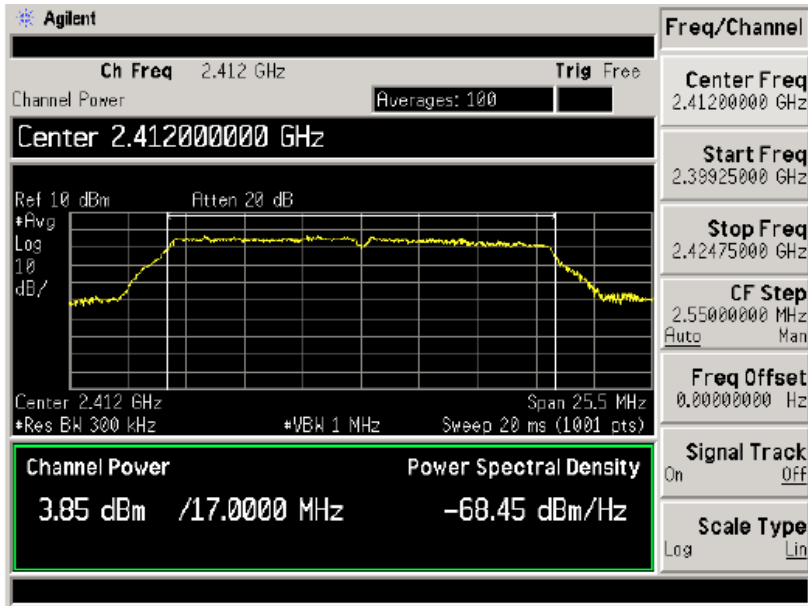 Agilent
Freq/Channel
Ch Freq 2.412 GHz Trig Free
Channel Power Averages: 100
Center 2.412000000 GHz
Ref 10 dBm Atten 20 dB
#Avg
Log
10
dB/
Center 2.412 GHz Span 25.5 MHz
#Res BW 300 kHz #VBW 1 MHz Sweep 20 ms (1001 pts)
Channel Power Power Spectral Density
3.85 dBm /17.0000 MHz -68.45 dBm/Hz
Center Freq
2.41200000 GHz
Start Freq
2.39925000 GHz
Stop Freq
2.42475000 GHz
CF Step
2.55000000 MHz
Auto Man
Freq Offset
0.00000000 Hz
Signal Track
On Off
Scale Type
Log Lin